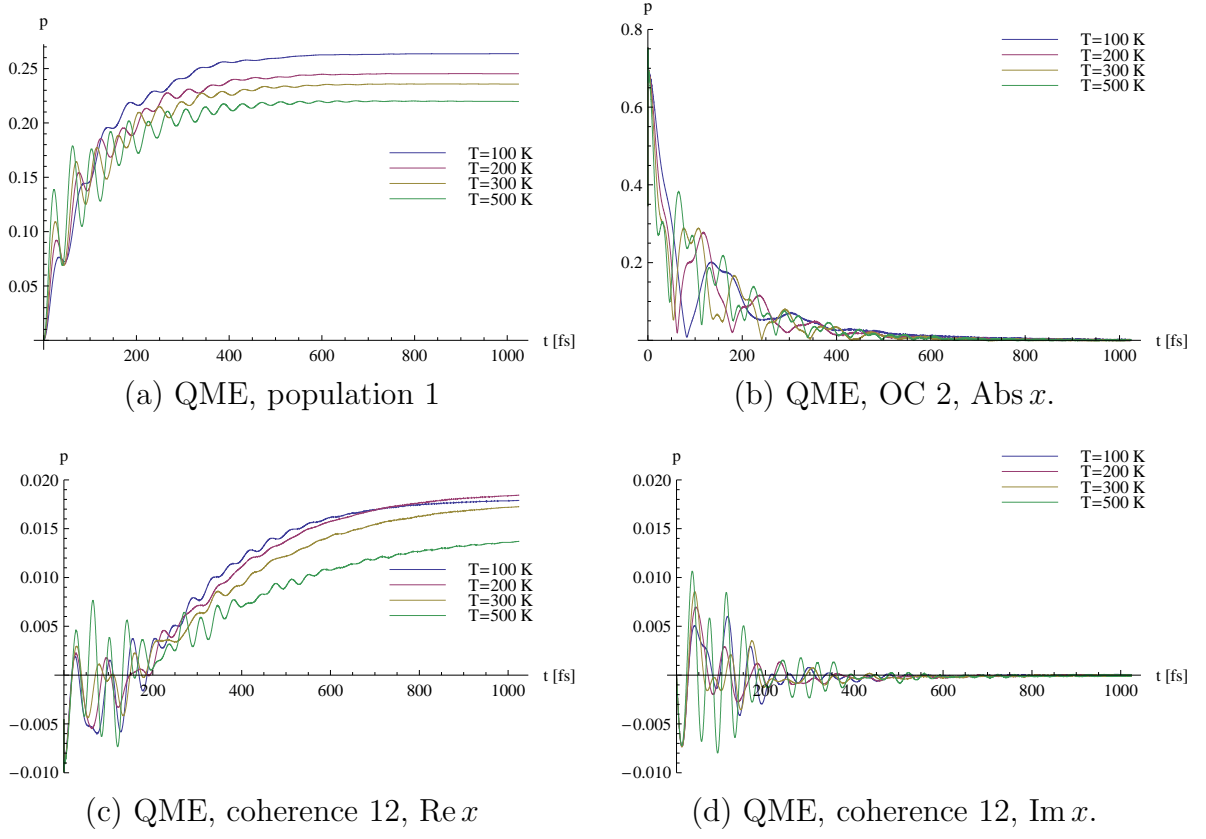 p
0.25
0.20
0.15
0.10
0.05
200
400
600
800
1000
t [fs]
T=100 K
T=200 K
T=300 K
T=500 K
(a) QME, population 1
p
0.8
0.6
0.4
0.2
0
200
400
600
800
1000
t [fs]
T=100 K
T=200 K
T=300 K
T=500 K
(b) QME, OC 2, Abs x.
p
0.020
0.015
0.010
0.005
−0.005
−0.010
200
400
600
800
1000
t [fs]
T=100 K
T=200 K
T=300 K
T=500 K
(c) QME, coherence 12, Re x
p
0.020
0.015
0.010
0.005
−0.005
−0.010
200
400
600
800
1000
t [fs]
T=100 K
T=200 K
T=300 K
T=500 K
(d) QME, coherence 12, Im x.